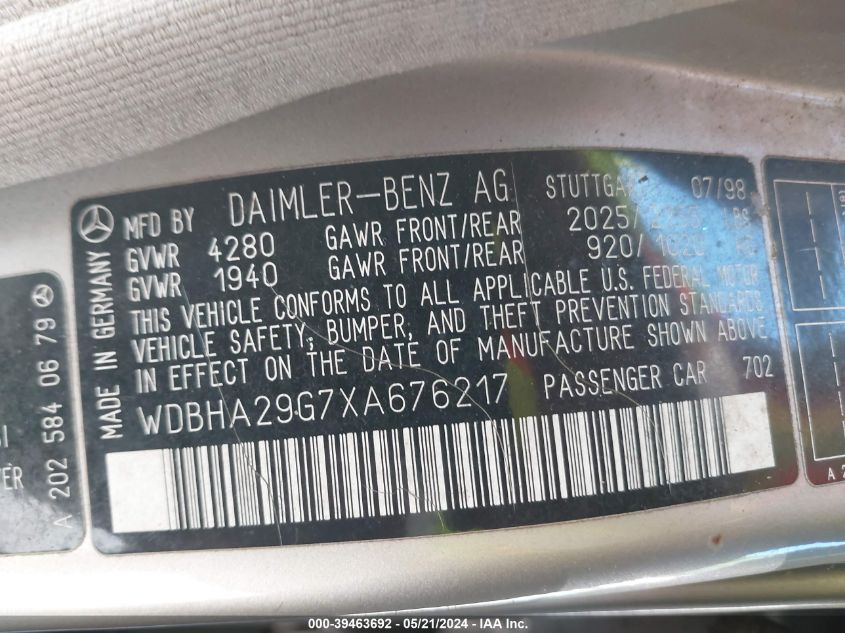 MADE IN GERMANY
MFD BY DAIMLER-BENZ AG 07/98
GVWR 4280 GAWR FRONT/REAR 2025/ LBS
GVWR 1940 GAWR FRONT/REAR 920/
THIS VEHICLE CONFORMS TO ALL APPLICABLE U.S. FEDERAL MOTOR
VEHICLE SAFETY, BUMPER, AND THEFT PREVENTION STANDARDS
IN EFFECT ON THE DATE OF MANUFACTURE SHOWN ABOVE
WDBHA29G7XA676217 PASSENGER CAR 702
A 202 584 06 79
000-39463692 - 05/21/2024 - IAA Inc.